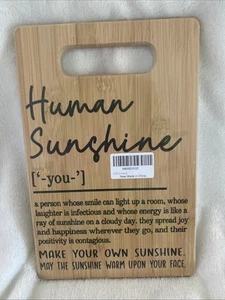 Human
Sunshine
['-you-']
a person whose smile can light up a room, whose
laughter is infectious and whose energy is like a
ray of sunshine on a cloudy day, they spread joy
and happiness wherever they go, and their
positivity is contagious.
MAKE YOUR OWN SUNSHINE.
MAY THE SUNSHINE WARM UPON YOUR FACE.